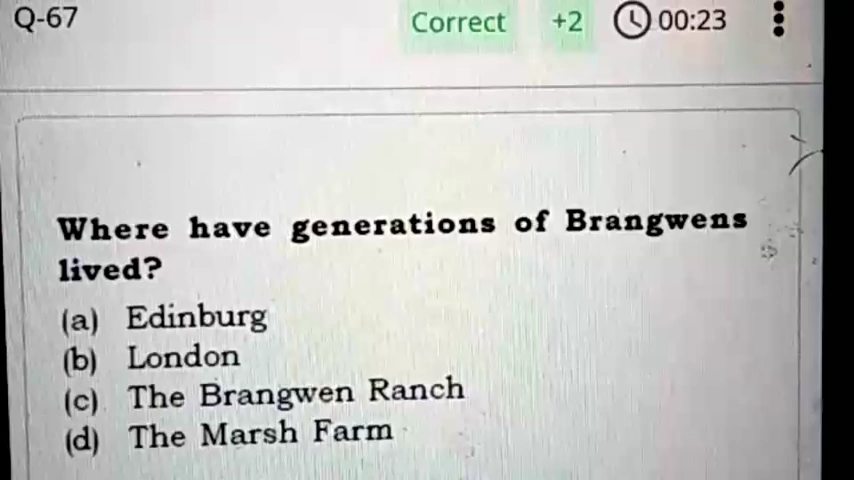 Q-67 Correct +2 00:23
Where have generations of Brangwens
lived?
(a) Edinburg
(b) London
(c) The Brangwen Ranch
(d) The Marsh Farm